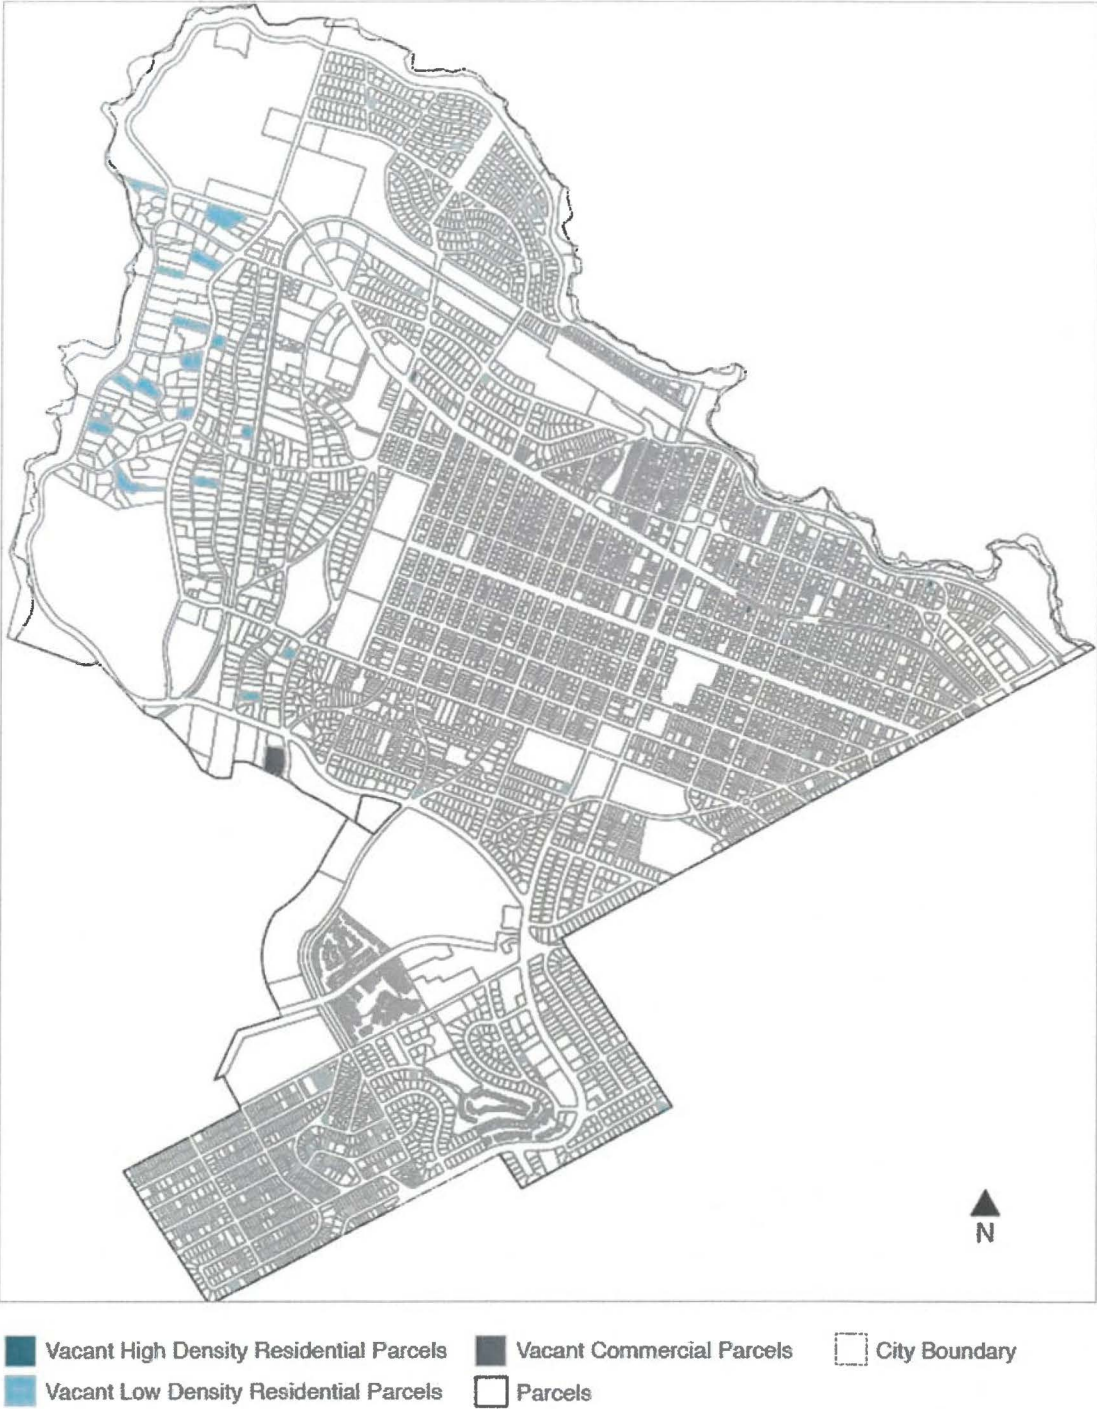 N
Vacant High Density Residential Parcels
Vacant Commercial Parcels
City Boundary
Vacant Low Density Residential Parcels
Parcels